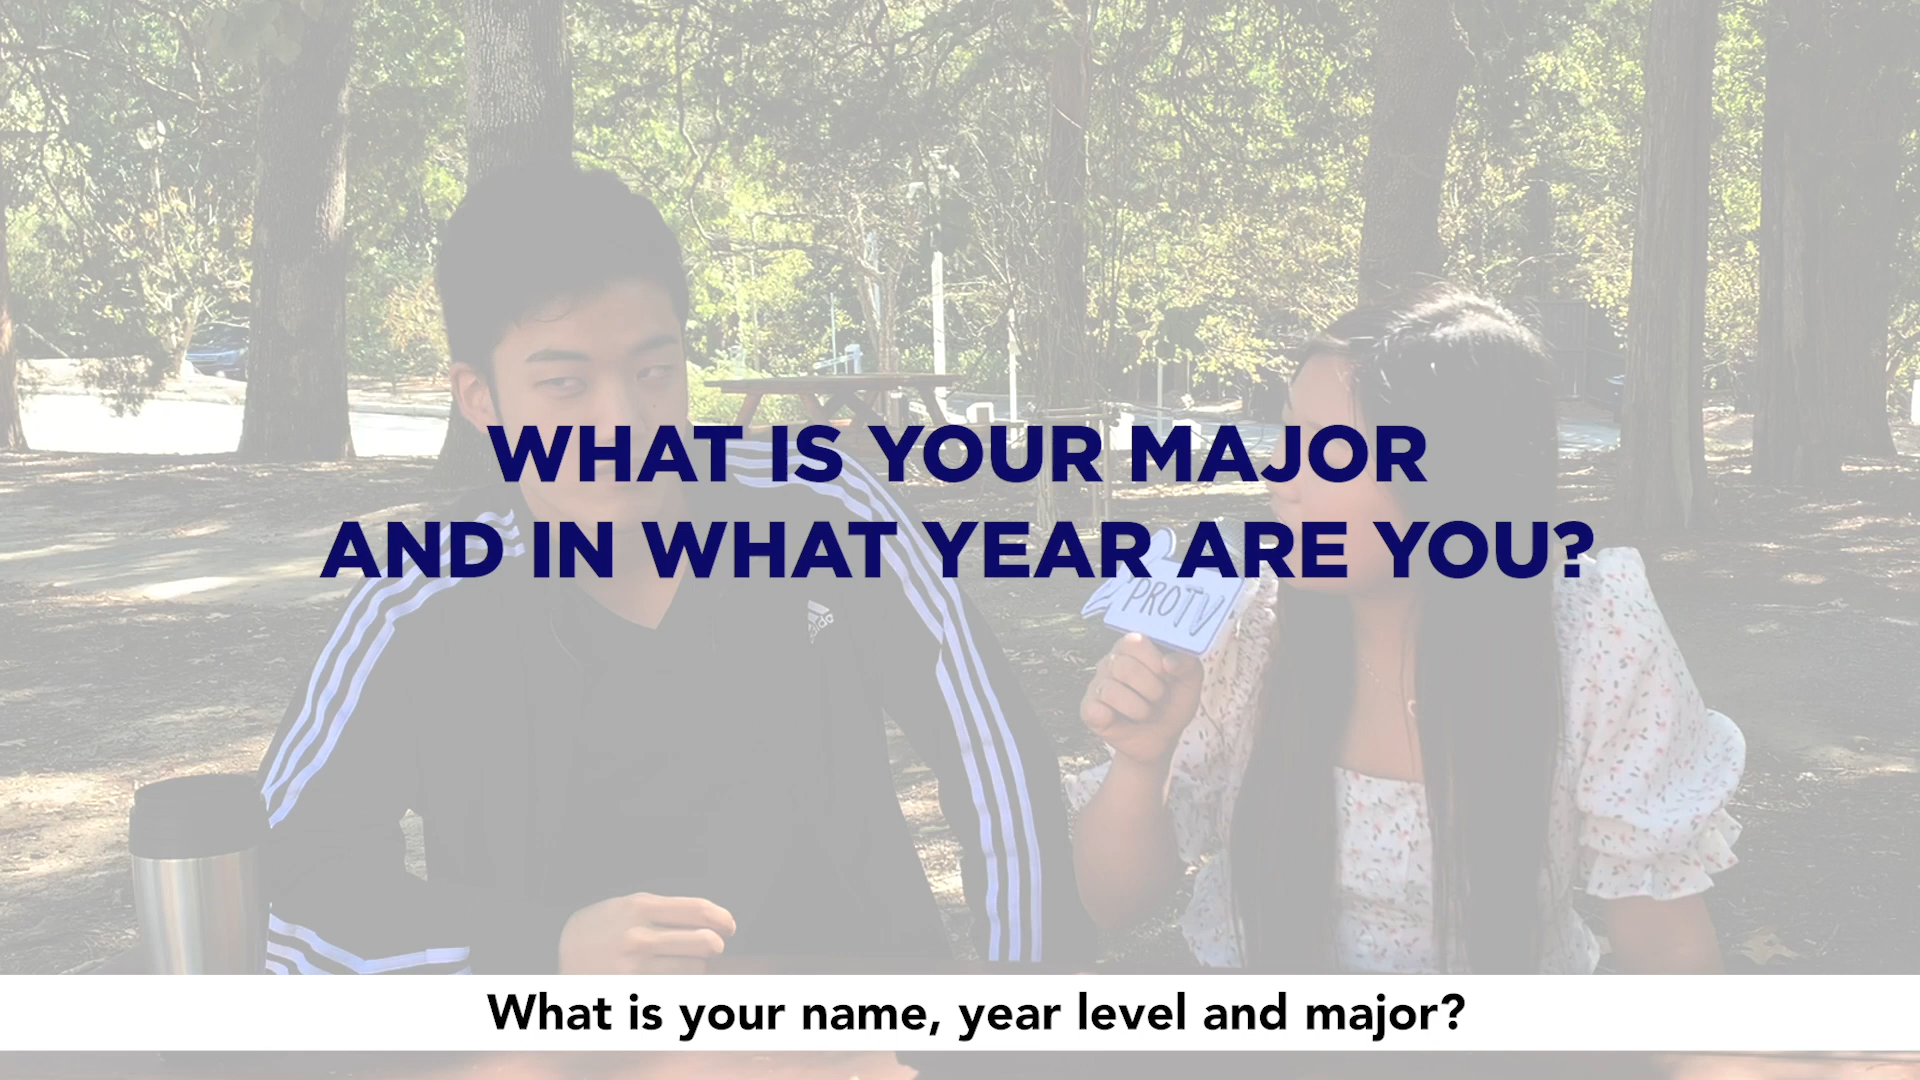 WHAT IS YOUR MAJOR
AND IN WHAT YEAR ARE YOU?
PROTV
What is your name, year level and major?